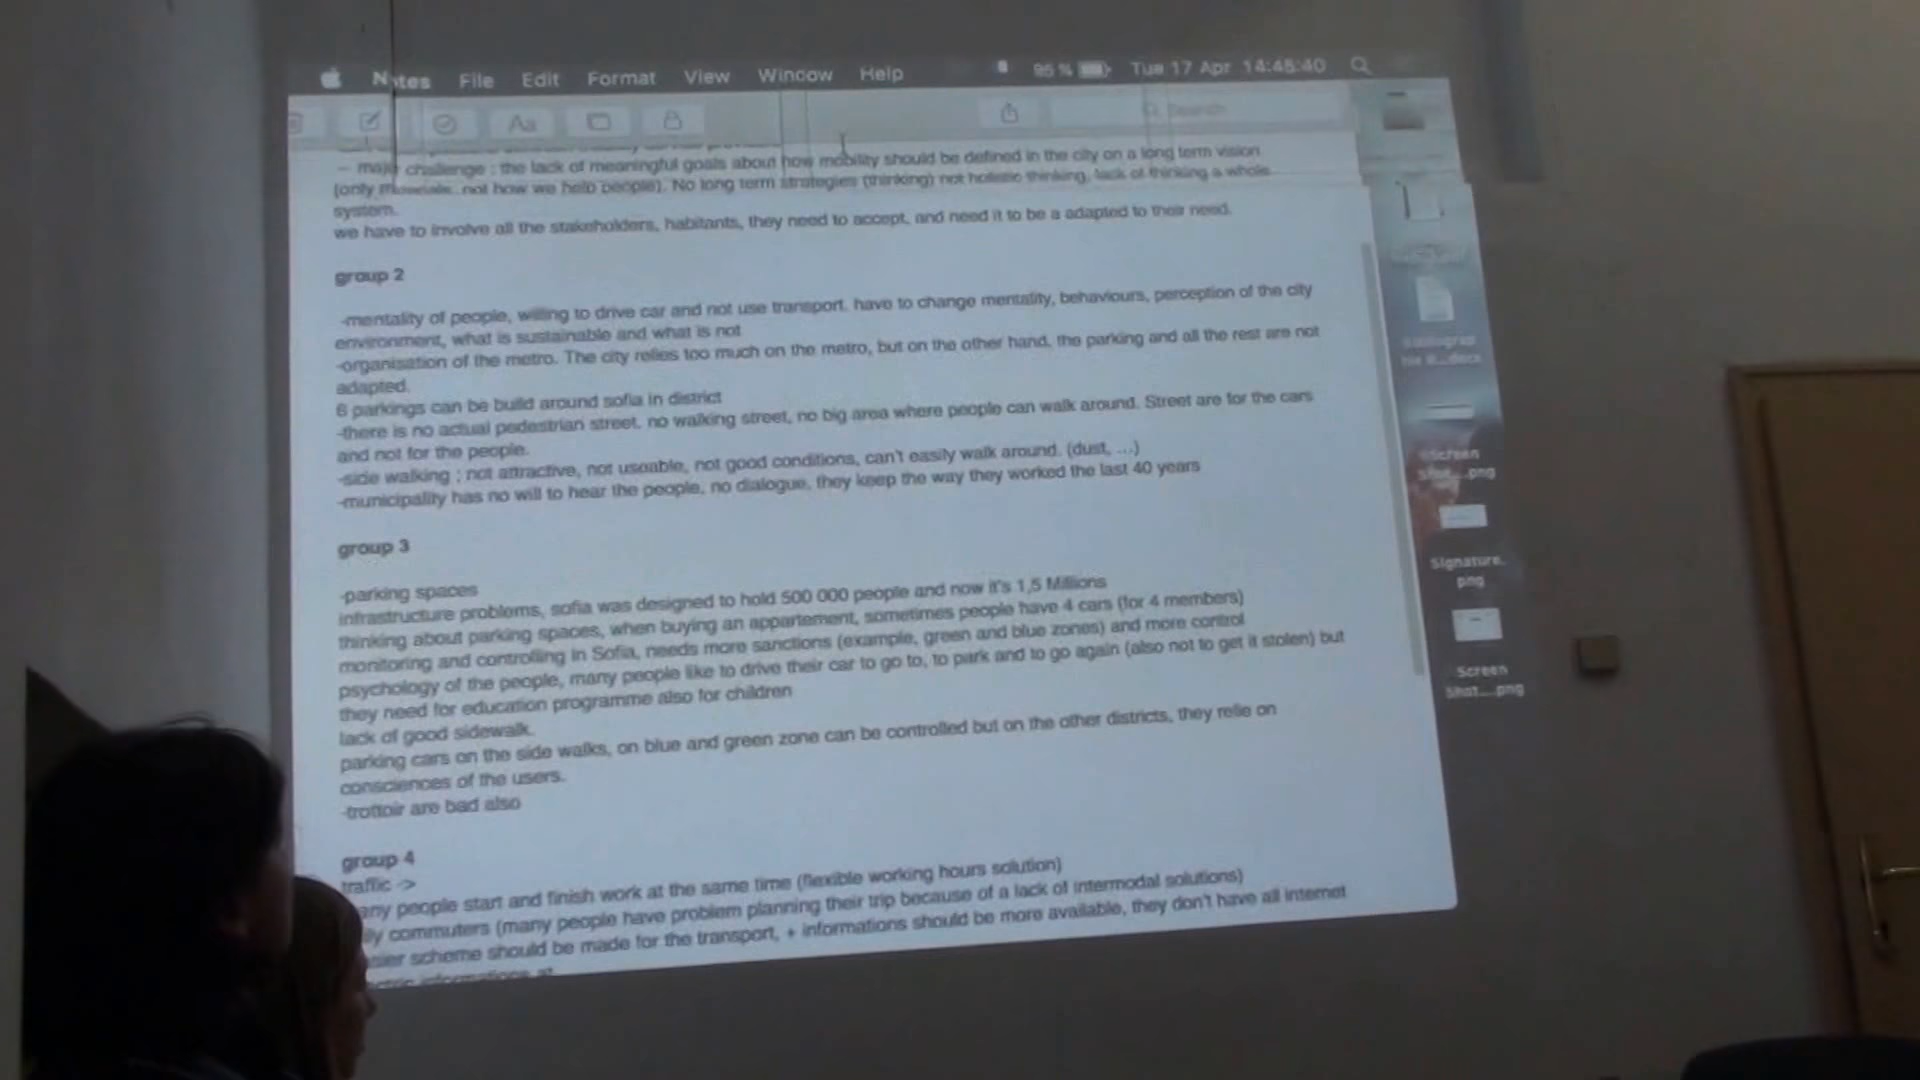 Notes File Edit Format View Window Help 95 % Tue 17 Apr 14:45:40
Aa Search
– major challenge : the lack of meaningful goals about how mobility should be defined in the city on a long term vision
(only materials, not how we help people). No long term strategies (thinking) not holistic thinking, lack of thinking a whole
system.
we have to involve all the stakeholders, habitants, they need to accept, and need it to be a adapted to their need.
group 2
-mentality of people, willing to drive car and not use transport. have to change mentality, behaviours, perception of the city
environment, what is sustainable and what is not
-organisation of the metro. The city relies too much on the metro, but on the other hand, the parking and all the rest are not
adapted.
6 parkings can be build around sofia in district
-there is no actual pedestrian street, no walking street, no big area where people can walk around. Street are for the cars
and not for the people.
-side walking ; not attractive, not useable, not good conditions, can't easily walk around. (dust, ...)
-municipality has no will to hear the people, no dialogue, they keep the way they worked the last 40 years
group 3
-parking spaces
infrastructure problems, sofia was designed to hold 500 000 people and now it's 1,5 Millions
thinking about parking spaces, when buying an appartement, sometimes people have 4 cars (for 4 members)
monitoring and controlling in Sofia, needs more sanctions (example, green and blue zones) and more control
psychology of the people, many people like to drive their car to go to, to park and to go again (also not to get it stolen) but
they need for education programme also for children
lack of good sidewalk.
parking cars on the side walks, on blue and green zone can be controlled but on the other districts, they relie on
consciences of the users.
-trottoir are bad also
group 4
traffic ->
any people start and finish work at the same time (flexible working hours solution)
ly commuters (many people have problem planning their trip because of a lack of intermodal solutions)
sier scheme should be made for the transport, + informations should be more available, they don't have all internet
informations at
Screen
Shot....png
Signature.
png
Screen
Shot....png